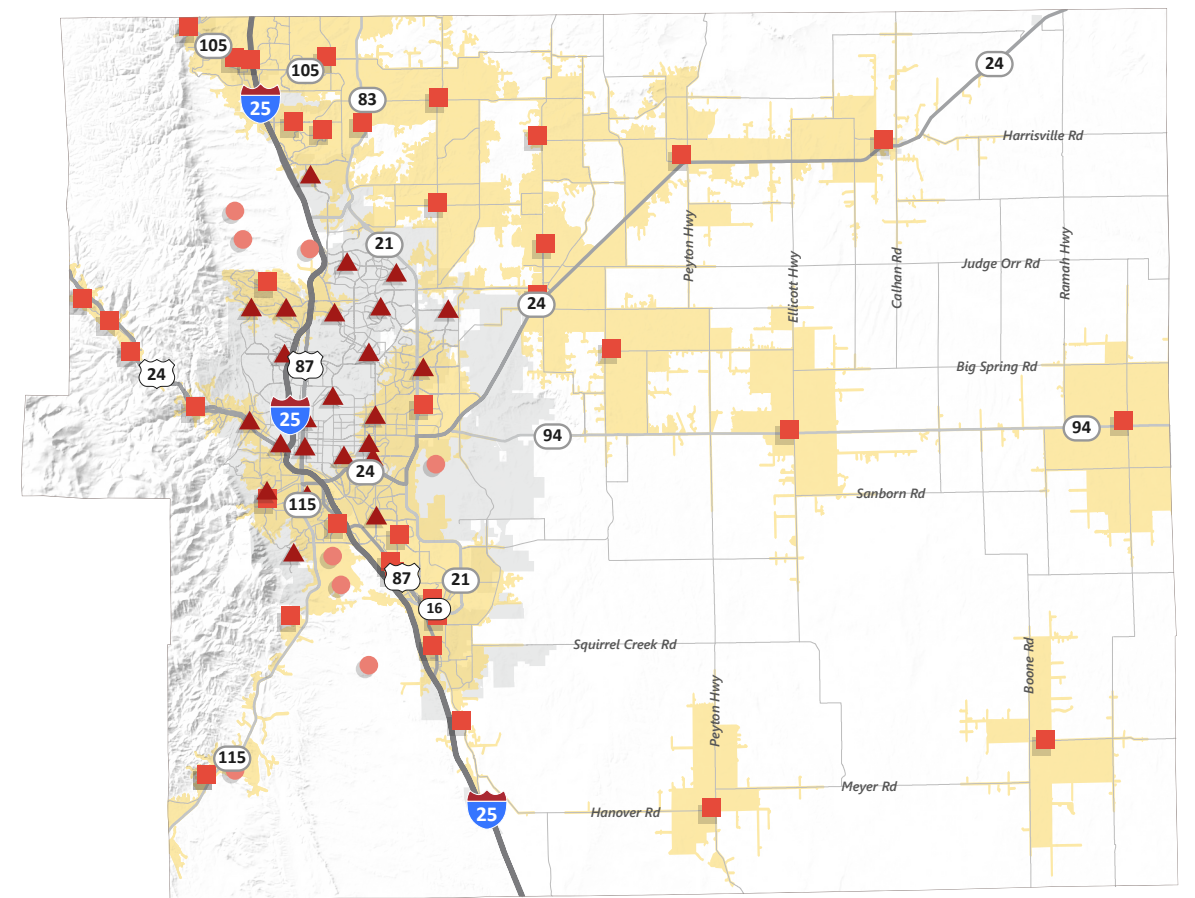 105
105
24
83
25
Harrisville Rd
21
Peyton Hwy
Ellicott Hwy
Calhan Rd
Judge Orr Rd
Ramah Hwy
24
87
24
Big Spring Rd
25
94
94
24
Sanborn Rd
115
87
21
16
Squirrel Creek Rd
Boone Rd
Peyton Hwy
115
Meyer Rd
25
Hanover Rd